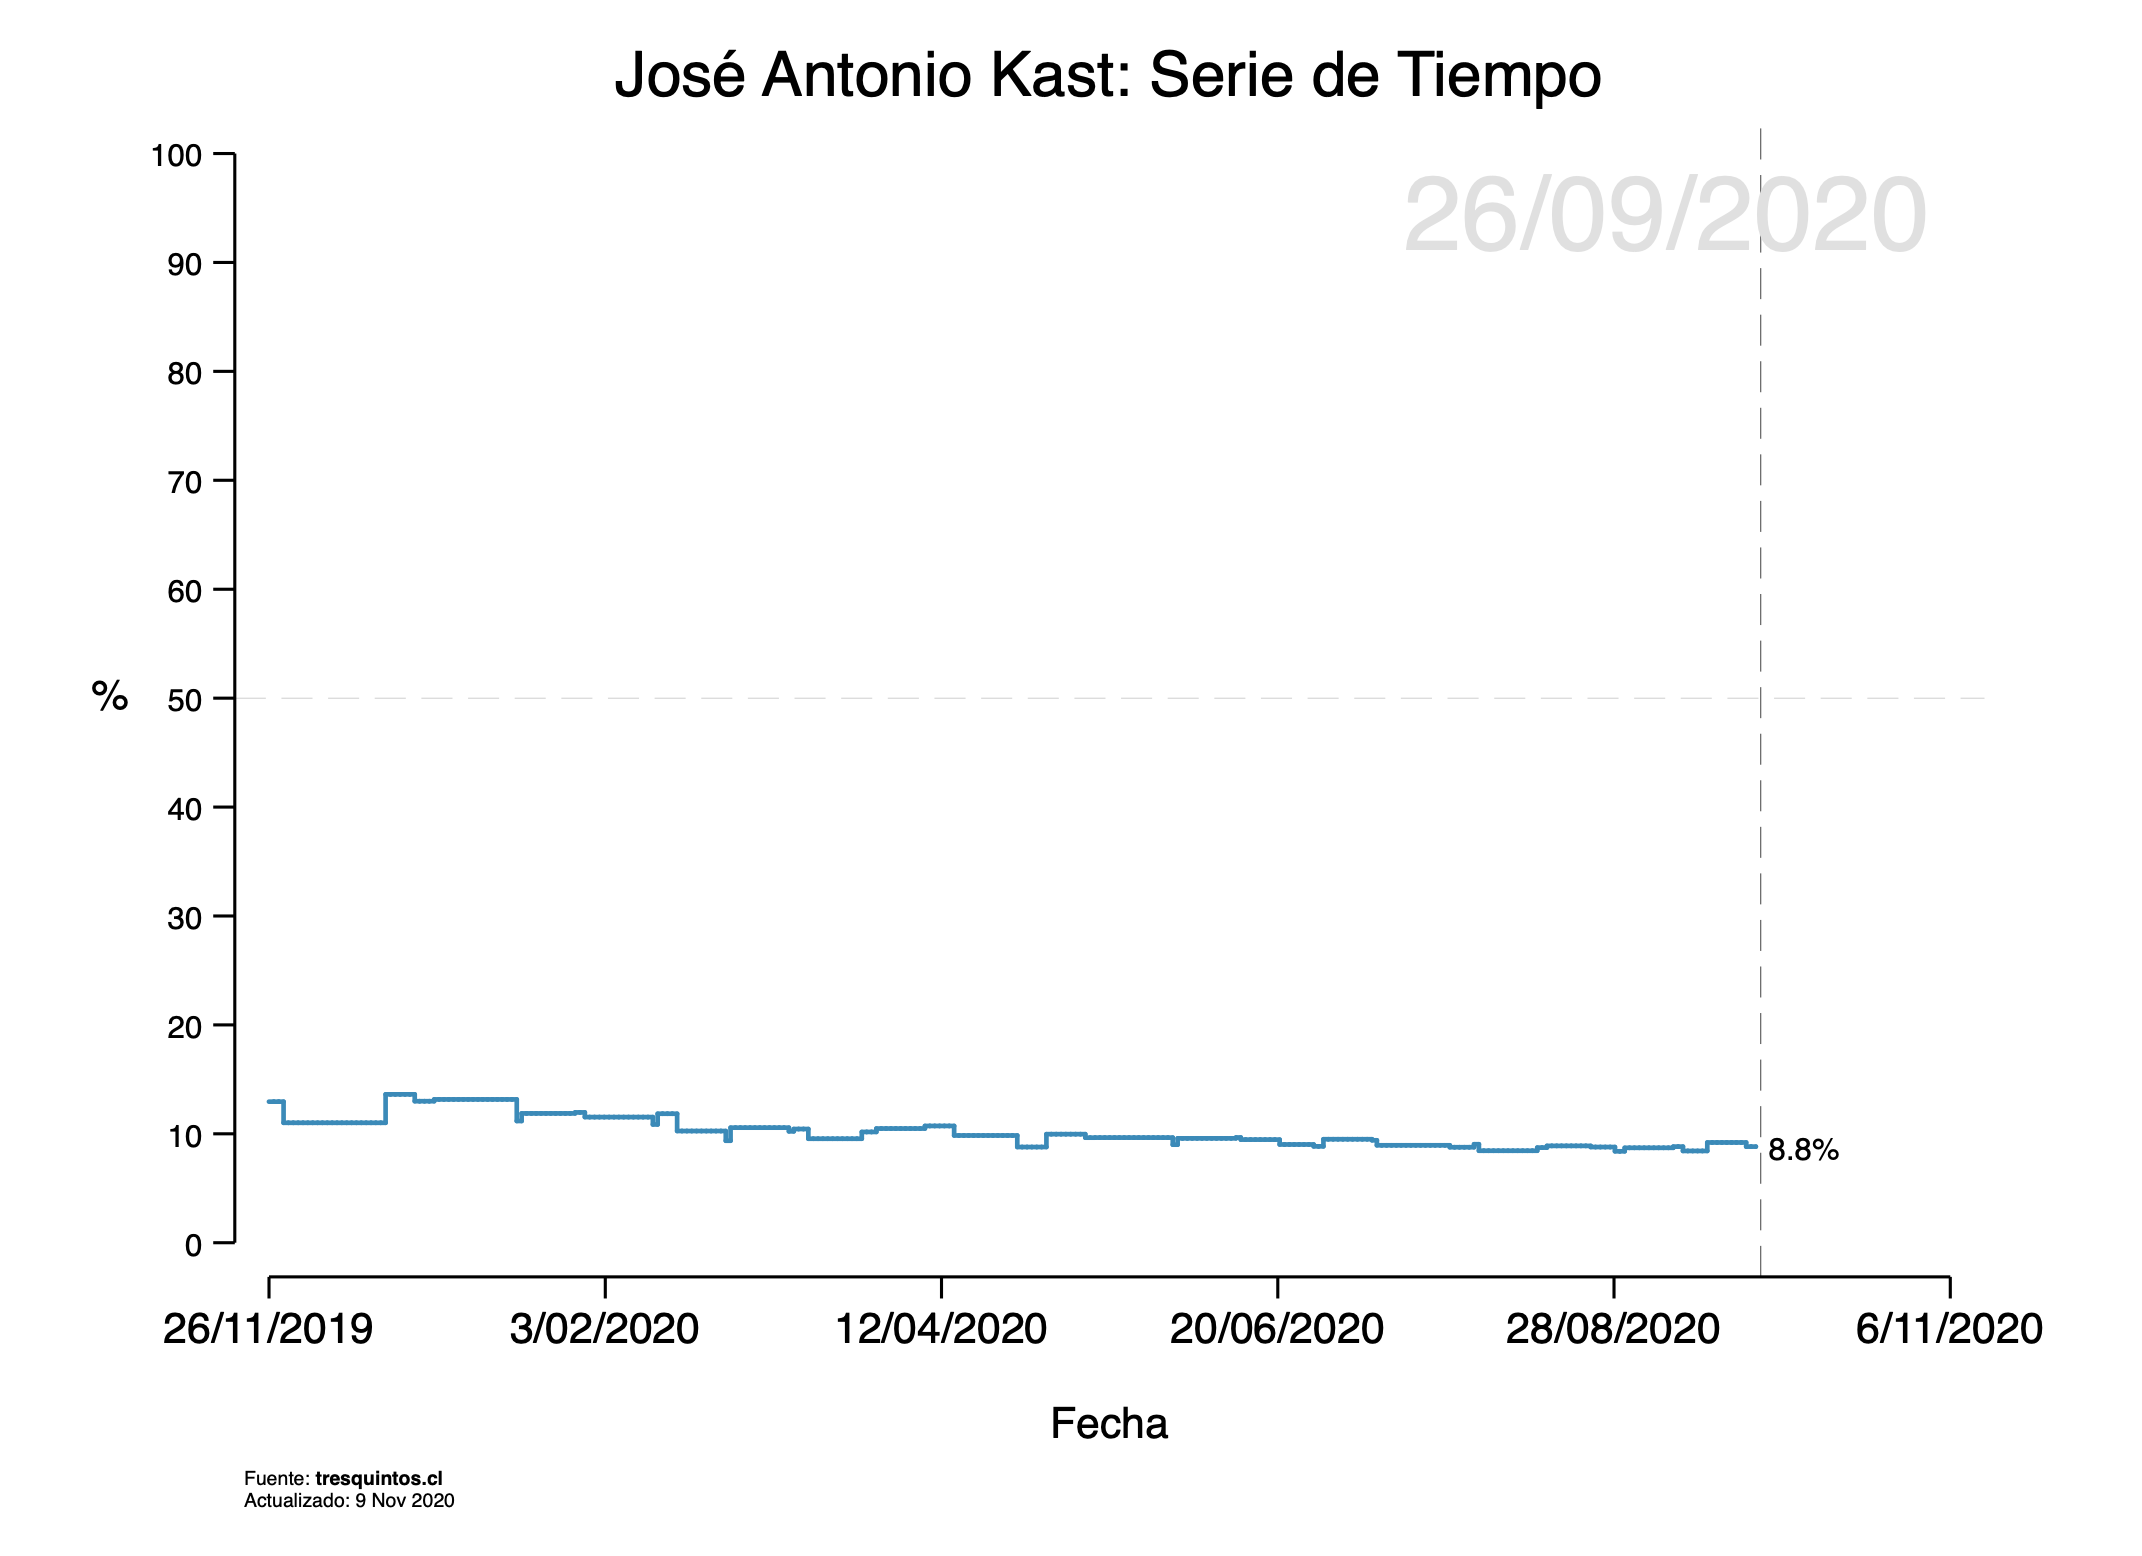 José Antonio Kast: Serie de Tiempo
26/09/2020
100
90
80
70
60
50
40
30
20
10
0
%
8.8%
26/11/2019 3/02/2020 12/04/2020 20/06/2020 28/08/2020 6/11/2020
Fecha
Fuente: tresquintos.cl
Actualizado: 9 Nov 2020